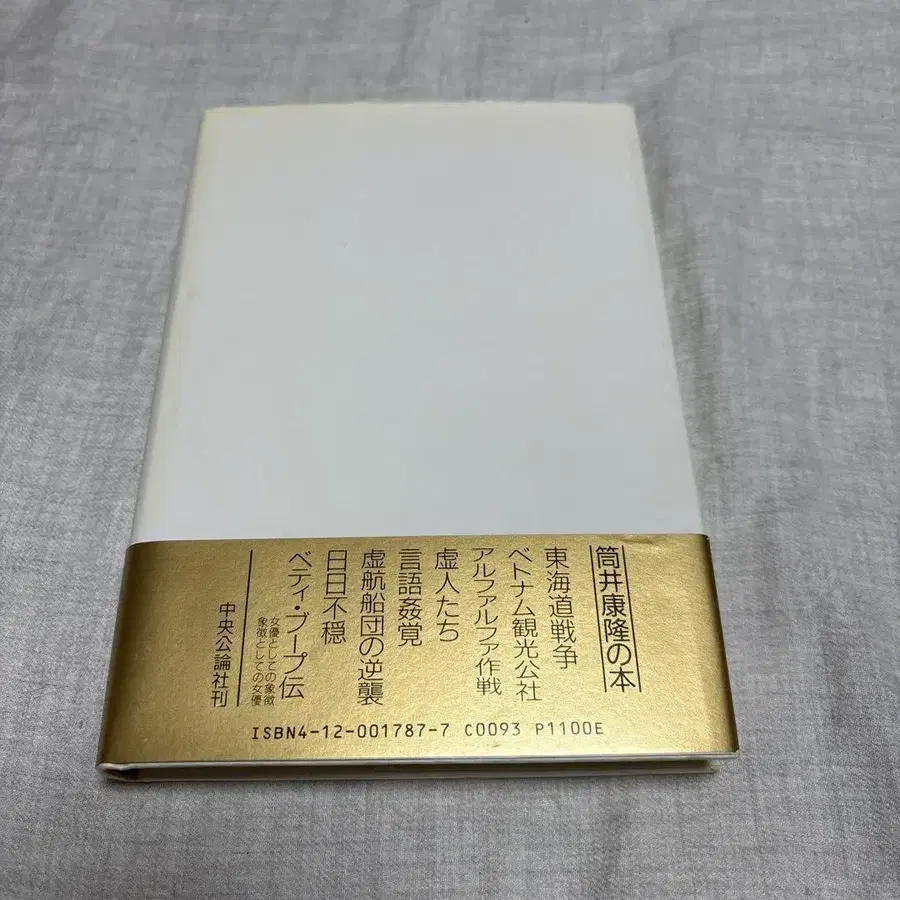 筒井康隆の本
東海道戦争
ベトナム観光公社
アルファルファ作戦
虚人たち
言語姦覚
虚航船団の逆襲
日日不穏
ベティ・ブープ伝
女優としての象徴
象徴としての女優
中央公論社刊
ISBN4-12-001787-7 C0093 P1100E